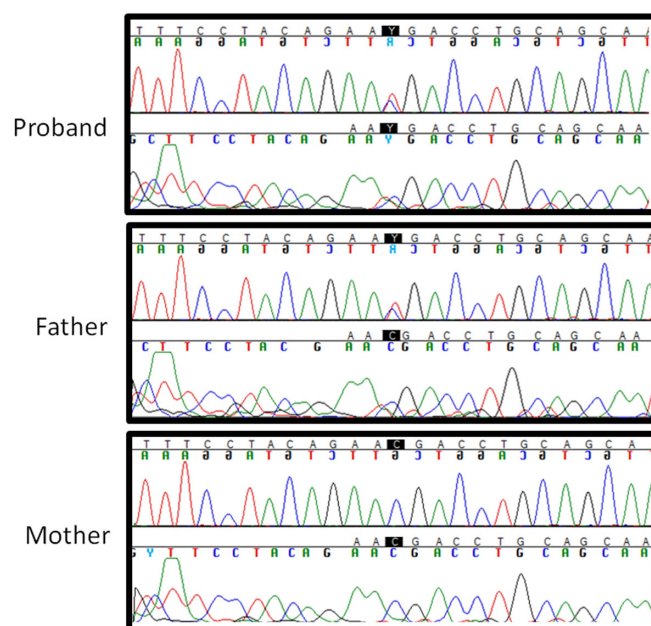 T T T C C T A C A G A A Y G A C C T G C A G C A A
A A A G G A T G T C T T A C T G G A C G T C G T T
Proband
A A Y G A C C T G C A G C A A
G C T T C C T A C A G A A Y G A C C T G C A G C A A
T T T C C T A C A G A A Y G A C C T G C A G C A A
A A A G G A T G T C T T A C T G G A C G T C G T T
Father
A A C G A C C T G C A G C A A
C T T C C T A C G A A C G A C C T G C A G C A A
T T T C C T A C A G A A C G A C C T G C A G C A
A A A G G A T G T C T T G C T G G A C G T C G T
Mother
A A C G A C C T G C A G C A A
G Y T T C C T A C A G A A C G A C C T G C A G C A A